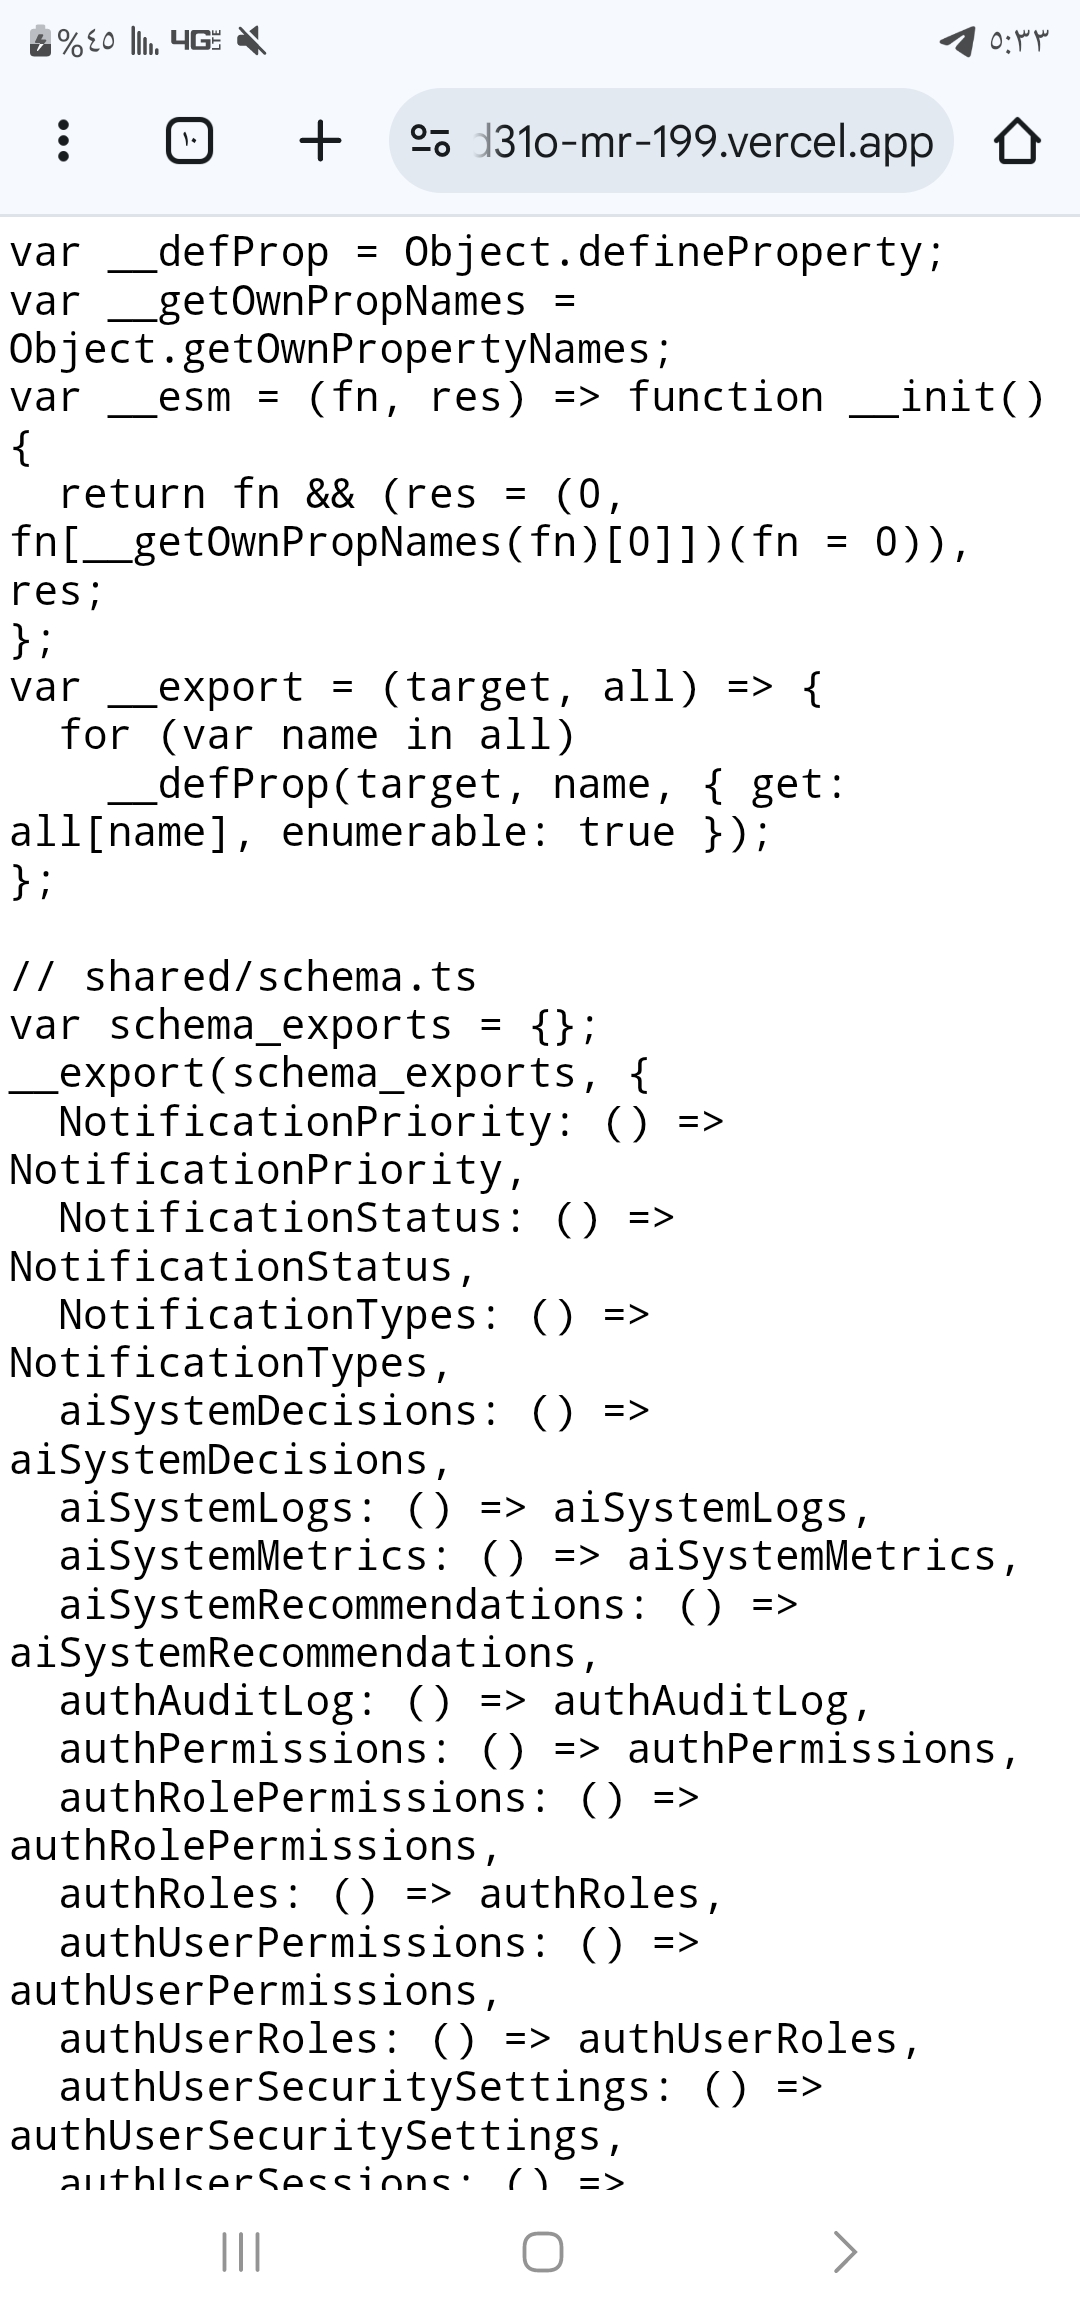 %٤٥ 4G LTE ٥:٣٣
١٠ d31o-mr-199.vercel.app
var __defProp = Object.defineProperty;
var __getOwnPropNames =
Object.getOwnPropertyNames;
var __esm = (fn, res) => function __init()
{
  return fn && (res = (0,
fn[__getOwnPropNames(fn)[0]])(fn = 0)),
res;
};
var __export = (target, all) => {
  for (var name in all)
    __defProp(target, name, { get:
all[name], enumerable: true });
};

// shared/schema.ts
var schema_exports = {};
__export(schema_exports, {
  NotificationPriority: () =>
NotificationPriority,
  NotificationStatus: () =>
NotificationStatus,
  NotificationTypes: () =>
NotificationTypes,
  aiSystemDecisions: () =>
aiSystemDecisions,
  aiSystemLogs: () => aiSystemLogs,
  aiSystemMetrics: () => aiSystemMetrics,
  aiSystemRecommendations: () =>
aiSystemRecommendations,
  authAuditLog: () => authAuditLog,
  authPermissions: () => authPermissions,
  authRolePermissions: () =>
authRolePermissions,
  authRoles: () => authRoles,
  authUserPermissions: () =>
authUserPermissions,
  authUserRoles: () => authUserRoles,
  authUserSecuritySettings: () =>
authUserSecuritySettings,
  authUserSessions: () =>